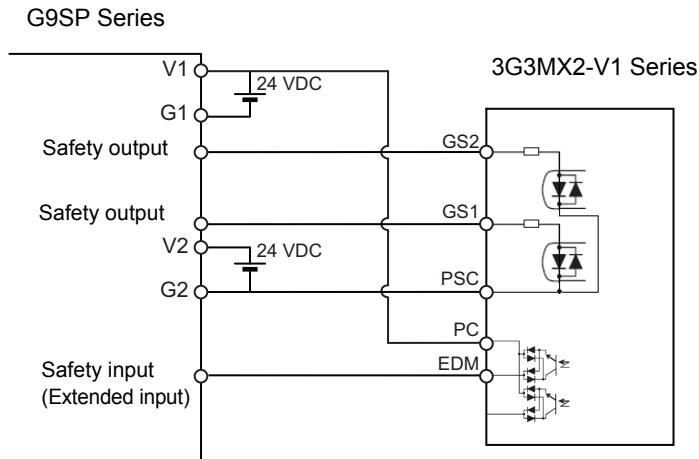 G9SP Series
3G3MX2-V1 Series
V1
24 VDC
G1
Safety output
GS2
Safety output
GS1
V2
24 VDC
G2
PSC
PC
EDM
Safety input
(Extended input)